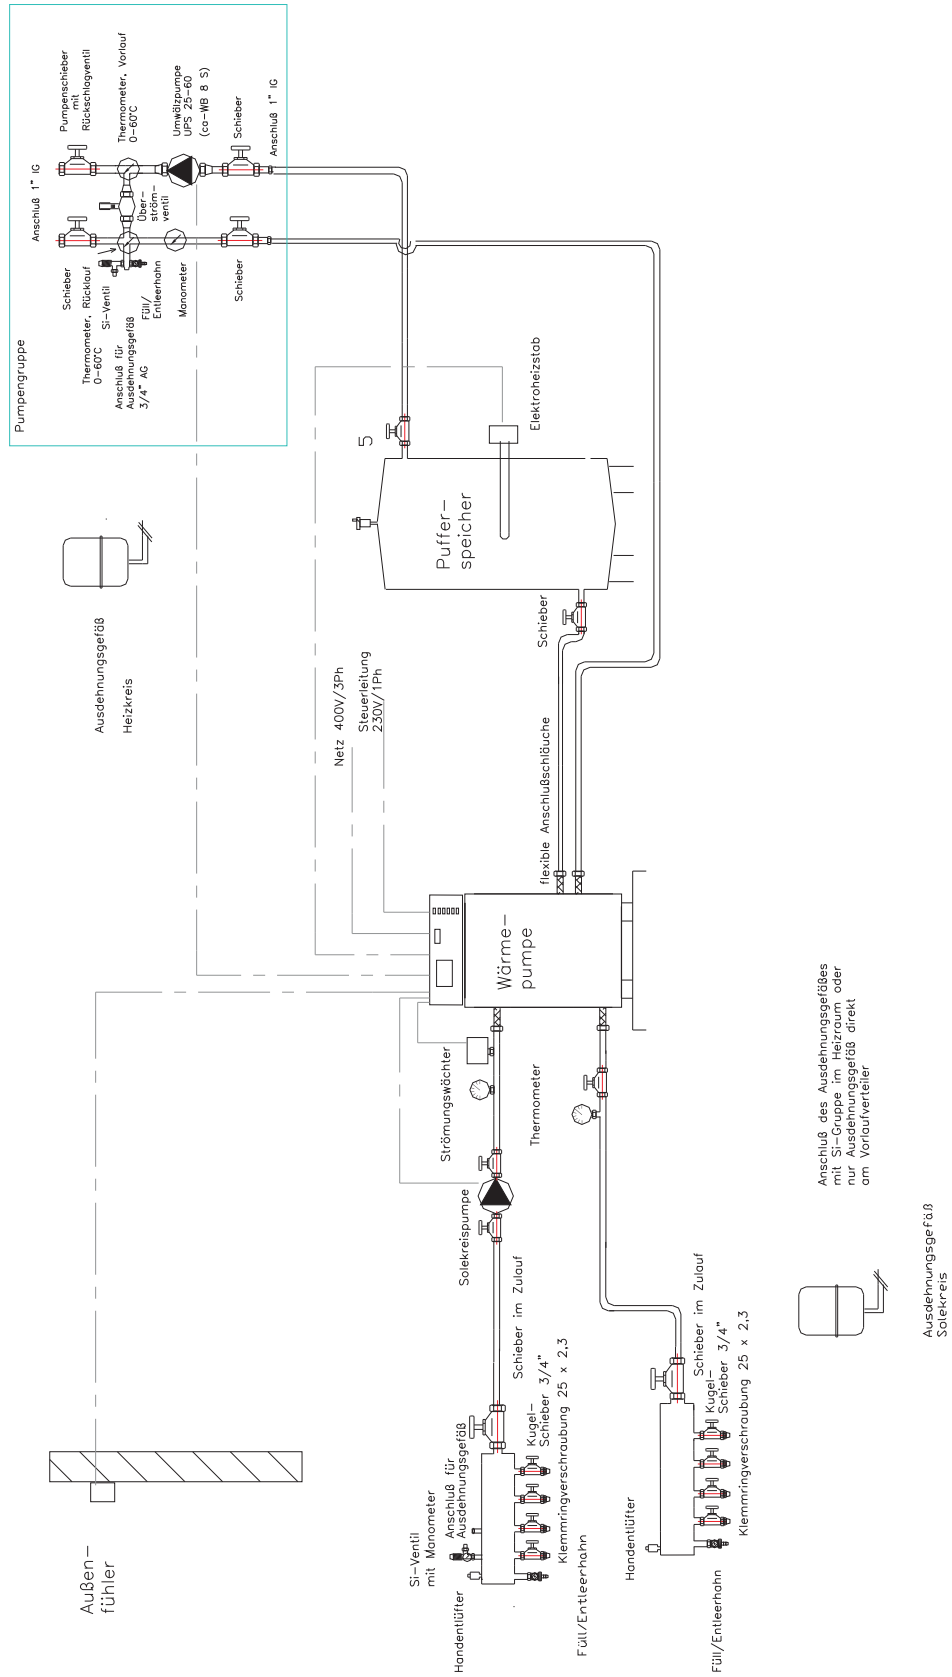 Außen-
fühler
Handentlüfter
Si-Ventil
mit Manometer
Anschluß für
Ausdehnungsgefäß
Kugel-
Schieber 3/4"
Klemmringverschraubung 25 x 2,3
Füll/Entleerhahn
Schieber im Zulauf
Solekreispumpe
Strömungswächter
Thermometer
Handentlüfter
Füll/Entleerhahn
Schieber im Zulauf
Kugel-
Schieber 3/4"
Klemmringverschraubung 25 x 2,3
Ausdehnungsgefäß
Solekreis
Anschluß des Ausdehnungsgefäßes
mit Si-Gruppe im Heizraum oder
nur Ausdehnungsgefäß direkt
am Vorlaufverteiler
Wärme-
pumpe
flexible Anschlußschläuche
Netz 400V/3Ph
Steuerleitung
230V/1Ph
Schieber
Puffer-
speicher
5
Elektroheizstab
Ausdehnungsgefäß
Heizkreis
Pumpengruppe
Anschluß 1" IG
Pumpenschieber
mit
Rückschlagventil
Thermometer, Vorlauf
0-60°C
Umwälzpumpe
UPS 25-60
(ca-WB 8 S)
Schieber
Anschluß 1" IG
Über-
ström-
ventil
Schieber
Thermometer, Rücklauf
0-60°C
Si-Ventil
Anschluß für
Ausdehnungsgefäß
3/4" AG
Füll/
Entleerhahn
Manometer
Schieber